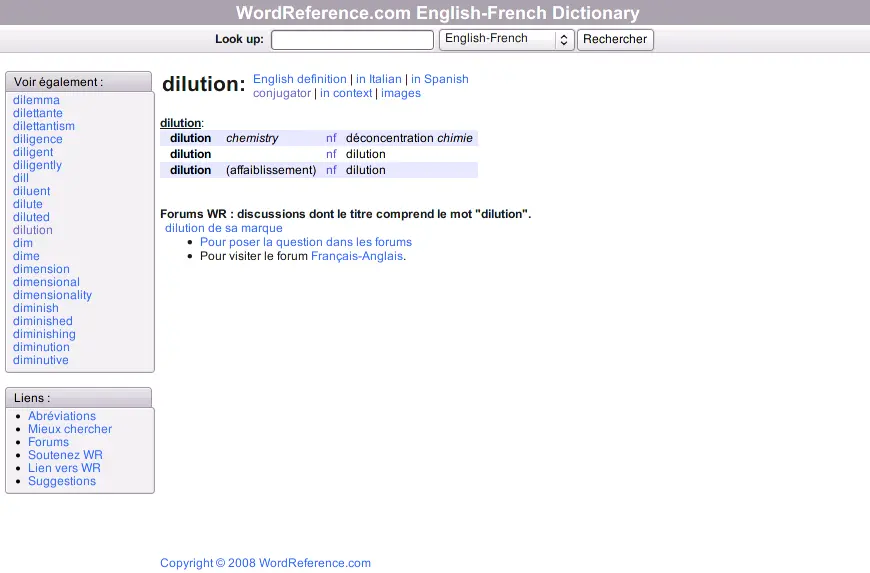 WordReference.com English-French Dictionary
Look up: English-French Rechercher
Voir également :
dilemma
dilettante
dilettantism
diligence
diligent
diligently
dill
diluent
dilute
diluted
dilution
dim
dime
dimension
dimensional
dimensionality
diminish
diminished
diminishing
diminution
diminutive
Liens :
Abréviations
Mieux chercher
Forums
Soutenez WR
Lien vers WR
Suggestions
dilution:
English definition | in Italian | in Spanish
conjugator | in context | images
dilution:
dilution chemistry nf déconcentration chimie
dilution nf dilution
dilution (affaiblissement) nf dilution
Forums WR : discussions dont le titre comprend le mot "dilution".
dilution de sa marque
Pour poser la question dans les forums
Pour visiter le forum Français-Anglais.
Copyright © 2008 WordReference.com